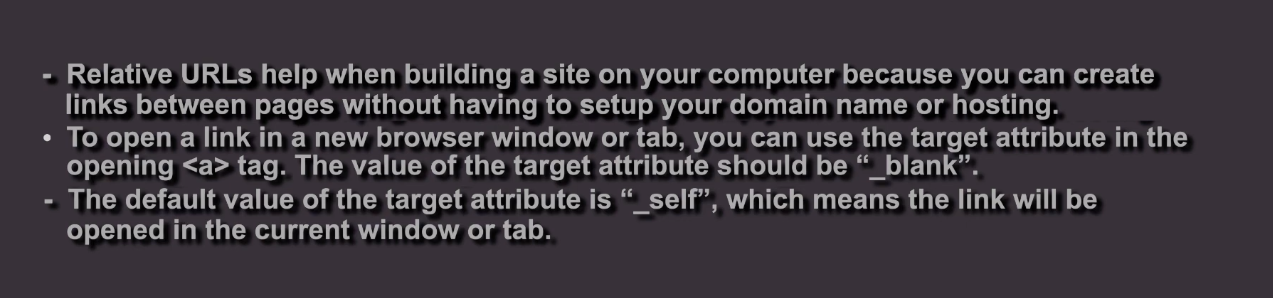 - Relative URLs help when building a site on your computer because you can create
links between pages without having to setup your domain name or hosting.
• To open a link in a new browser window or tab, you can use the target attribute in the
opening <a> tag. The value of the target attribute should be “_blank”.
- The default value of the target attribute is “_self”, which means the link will be
opened in the current window or tab.